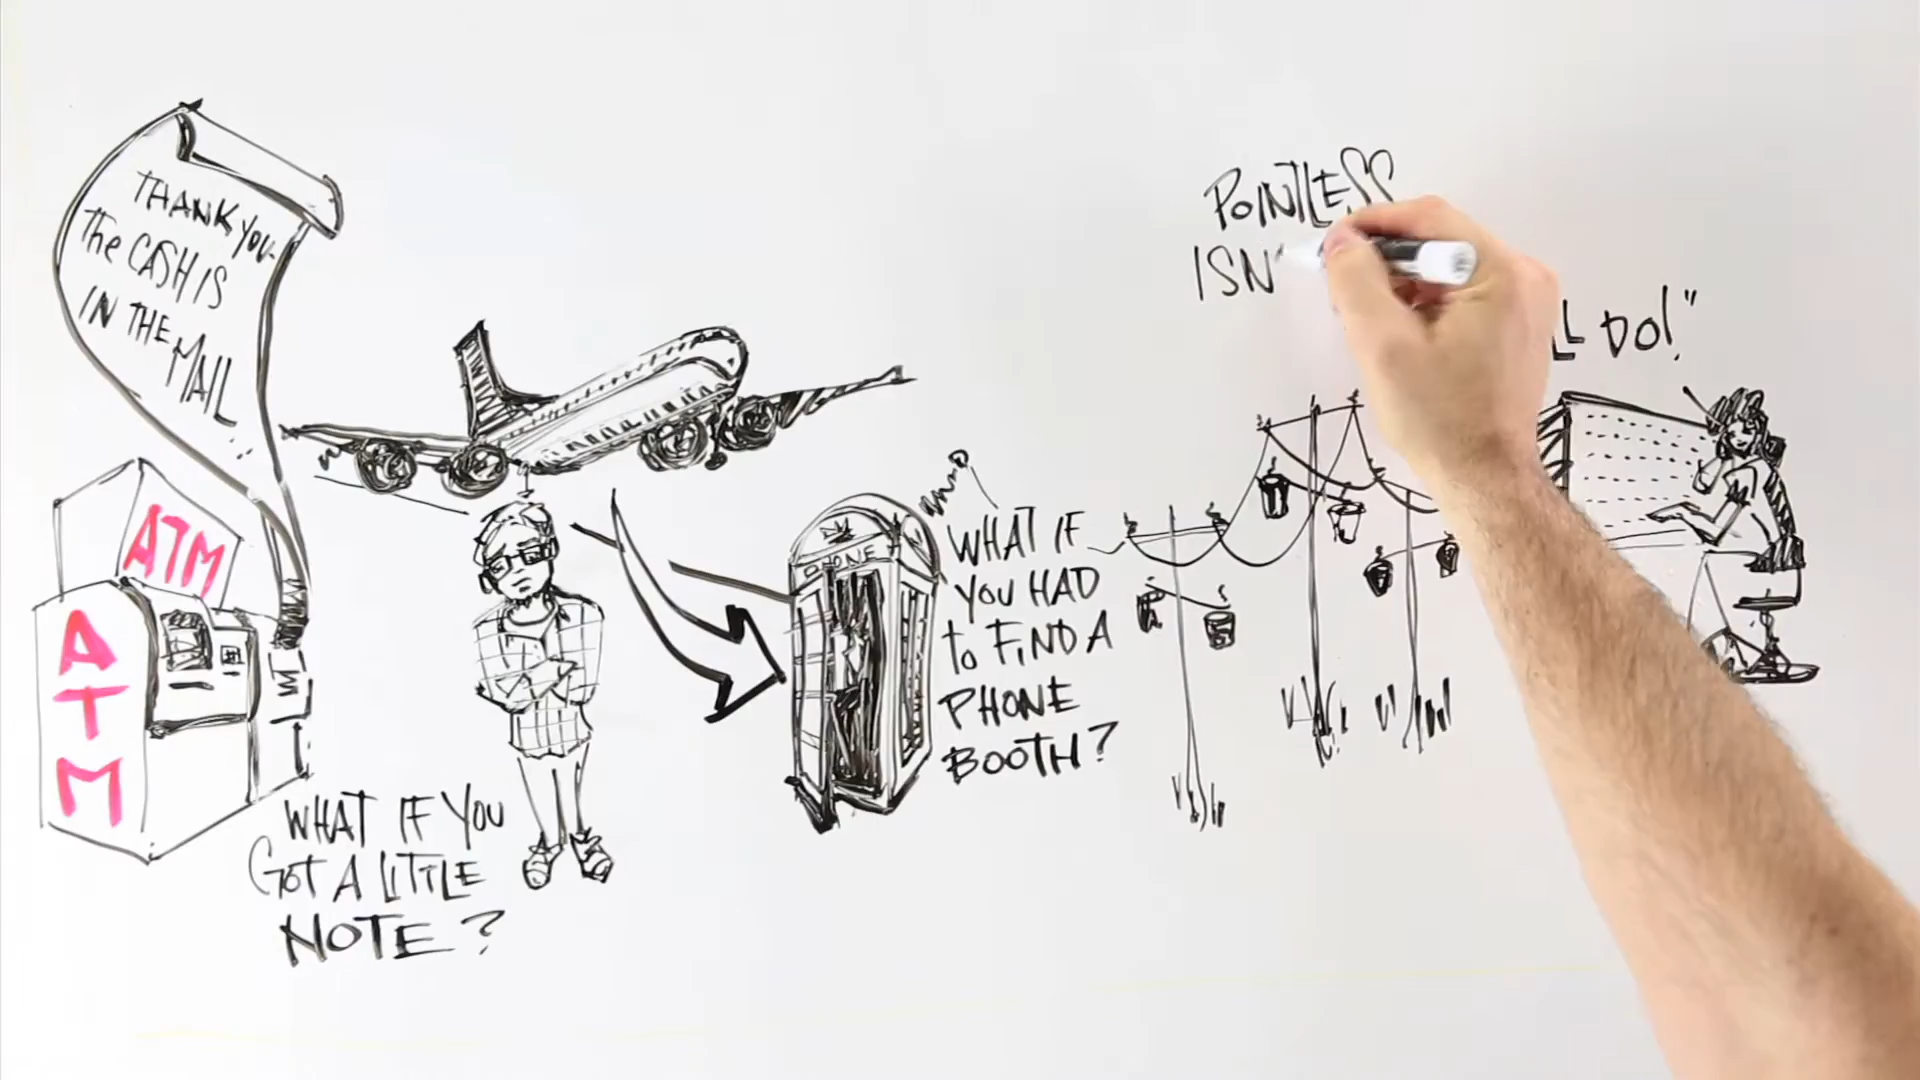 THANK YOU-
The CASH IS
IN THE MAIL...
ATM
ATM
WHAT IF YOU
GOT A LITTLE
NOTE?
PHONE
WHAT IF
YOU HAD
to FIND A
PHONE
BOOTH?
POINTLESS
ISN'
DO!"